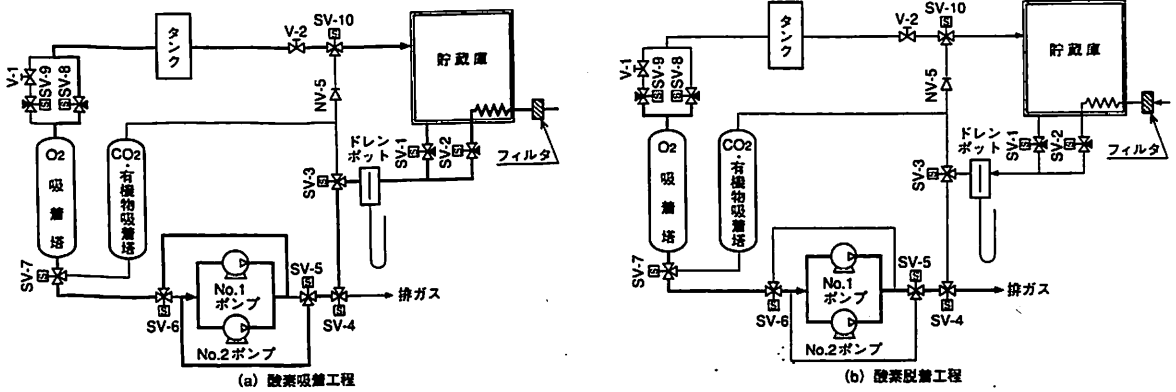 SV-10
V-2
タンク
V-1
SV-9
SV-8
NV-5
貯蔵庫
O2吸着塔
CO2・有機物吸着塔
ドレン
ポット
SV-1
SV-2
フィルタ
SV-3
SV-7
SV-5
No.1
ポンプ
排ガス
SV-6
SV-4
No.2ポンプ
(a) 酸素吸着工程
SV-10
V-2
タンク
V-1
SV-9
SV-8
NV-5
貯蔵庫
O2吸着塔
CO2・有機物吸着塔
ドレン
ポット
SV-1
SV-2
フィルタ
SV-3
SV-7
SV-5
No.1
ポンプ
排ガス
SV-6
SV-4
No.2ポンプ
(b) 酸素脱着工程